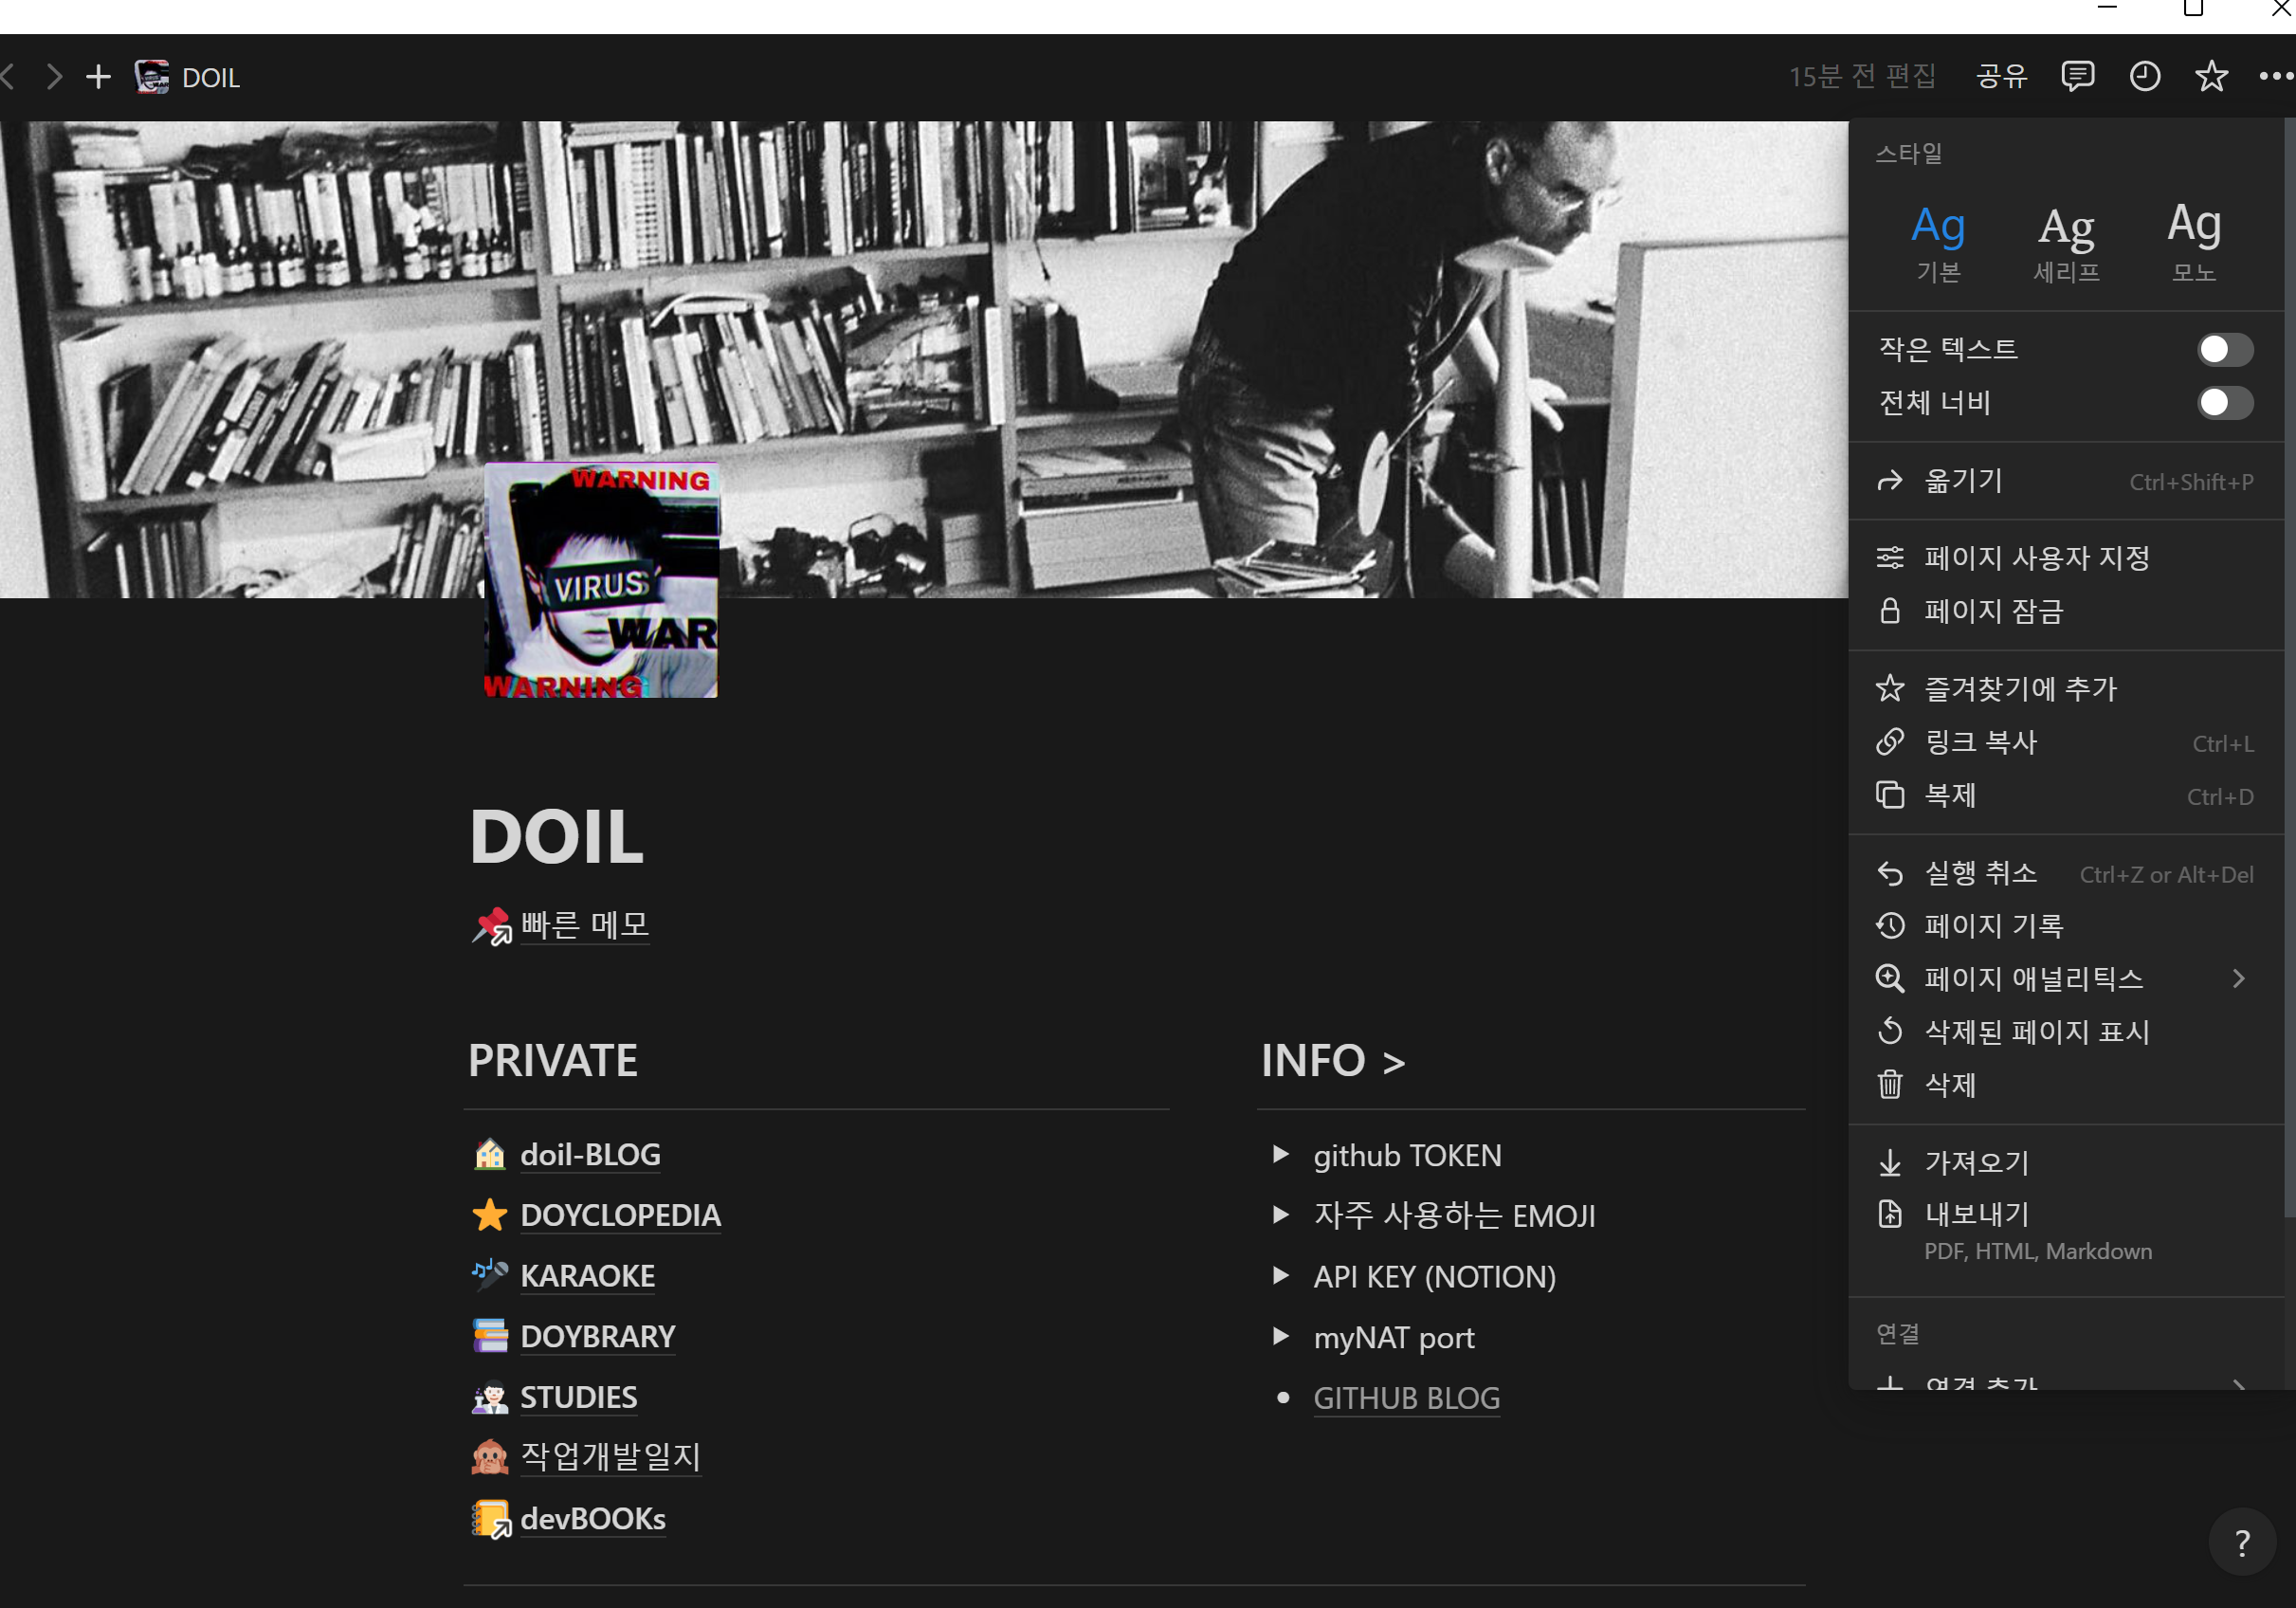 DOIL
15분 전 편집
공유
스타일
Ag
Ag
Ag
기본
세리프
모노
작은 텍스트
전체 너비
옮기기 Ctrl+Shift+P
페이지 사용자 지정
페이지 잠금
즐겨찾기에 추가
링크 복사 Ctrl+L
복제 Ctrl+D
실행 취소 Ctrl+Z or Alt+Del
페이지 기록
페이지 애널리틱스
삭제된 페이지 표시
삭제
가져오기
내보내기
PDF, HTML, Markdown
연결
연결 추가
WARNING
VIRUS
WAR
WARNING
DOIL
빠른 메모
PRIVATE
doil-BLOG
DOYCLOPEDIA
KARAOKE
DOYBRARY
STUDIES
작업개발일지
devBOOKs
INFO >
github TOKEN
자주 사용하는 EMOJI
API KEY (NOTION)
myNAT port
GITHUB BLOG
?